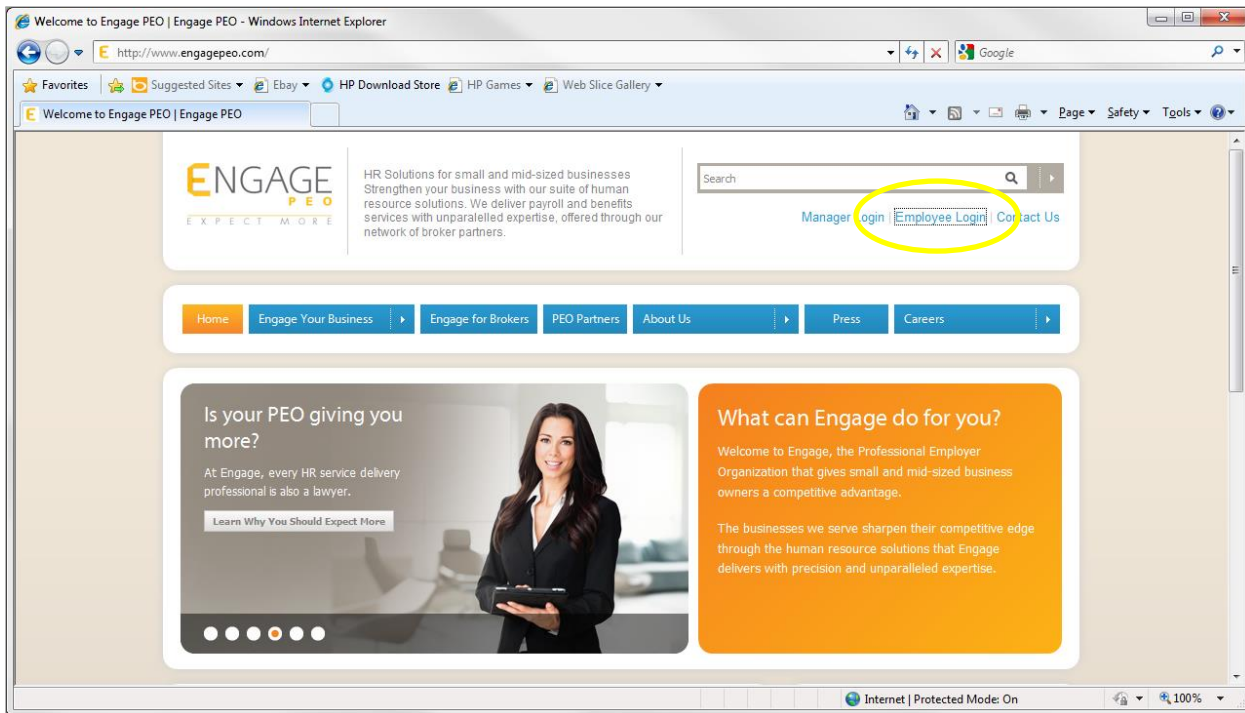 Welcome to Engage PEO | Engage PEO - Windows Internet Explorer
http://www.engagepeo.com/
Google
Favorites Suggested Sites Ebay HP Download Store HP Games Web Slice Gallery
Welcome to Engage PEO | Engage PEO
Page Safety Tools
ENGAGE
PEO
EXPECT MORE
HR Solutions for small and mid-sized businesses
Strengthen your business with our suite of human
resource solutions. We deliver payroll and benefits
services with unparalelled expertise, offered through our
network of broker partners.
Search
Manager Login | Employee Login | Contact Us
Home Engage Your Business Engage for Brokers PEO Partners About Us Press Careers
Is your PEO giving you
more?
At Engage, every HR service delivery
professional is also a lawyer.
Learn Why You Should Expect More
What can Engage do for you?
Welcome to Engage, the Professional Employer
Organization that gives small and mid-sized business
owners a competitive advantage.
The businesses we serve sharpen their competitive edge
through the human resource solutions that Engage
delivers with precision and unparalleled expertise.
Internet | Protected Mode: On 100%